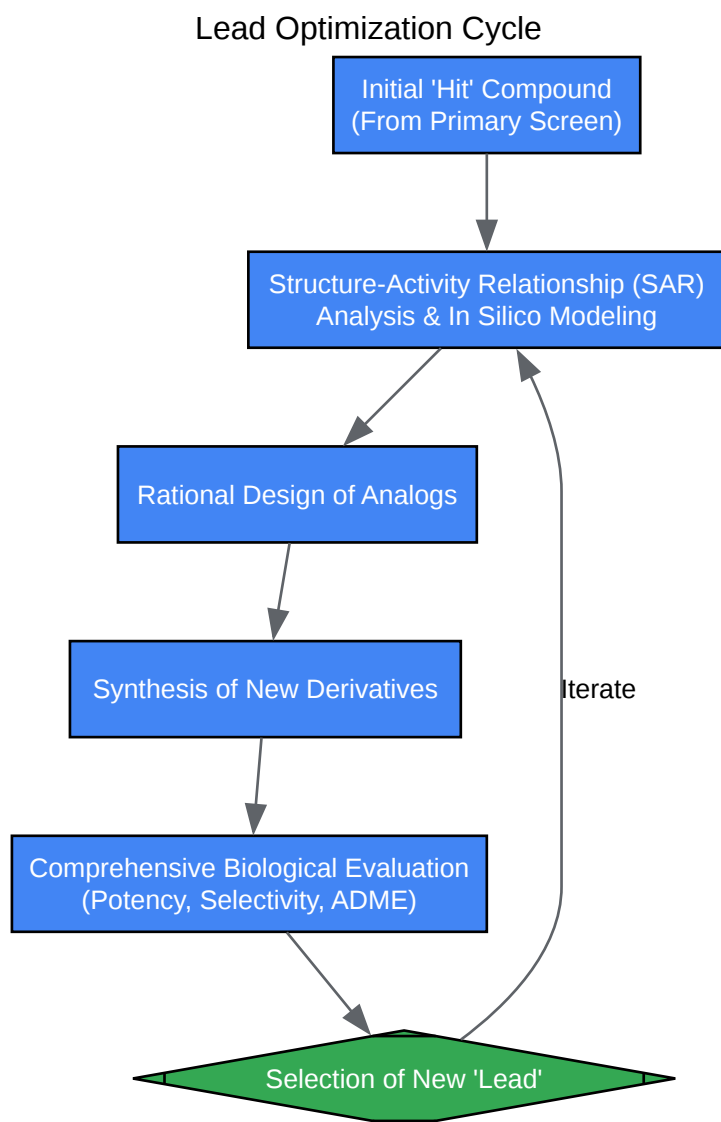 Lead Optimization Cycle
Initial 'Hit' Compound
(From Primary Screen)
Structure-Activity Relationship (SAR)
Analysis & In Silico Modeling
Rational Design of Analogs
Synthesis of New Derivatives
Iterate
Comprehensive Biological Evaluation
(Potency, Selectivity, ADME)
Selection of New 'Lead'